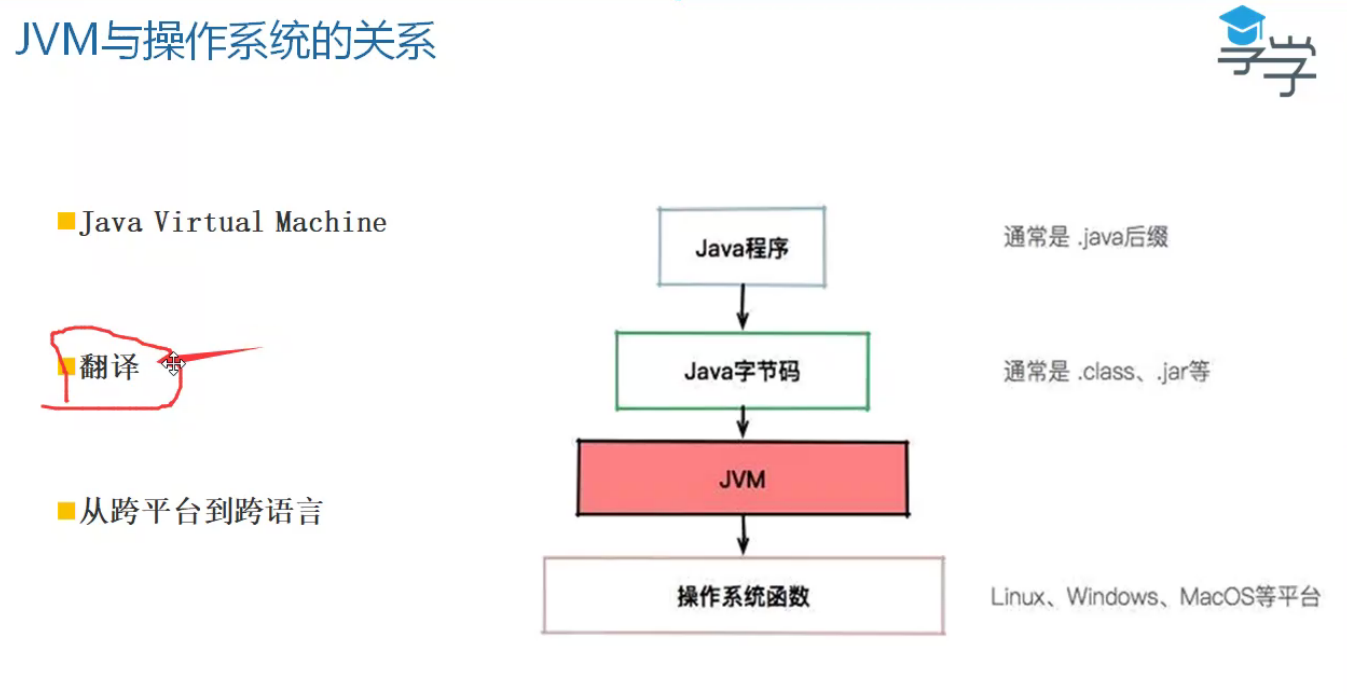 JVM与操作系统的关系
享学
Java Virtual Machine
翻译
从跨平台到跨语言
Java程序
通常是 .java后缀
Java字节码
通常是 .class、.jar等
JVM
操作系统函数
Linux、Windows、MacOS等平台